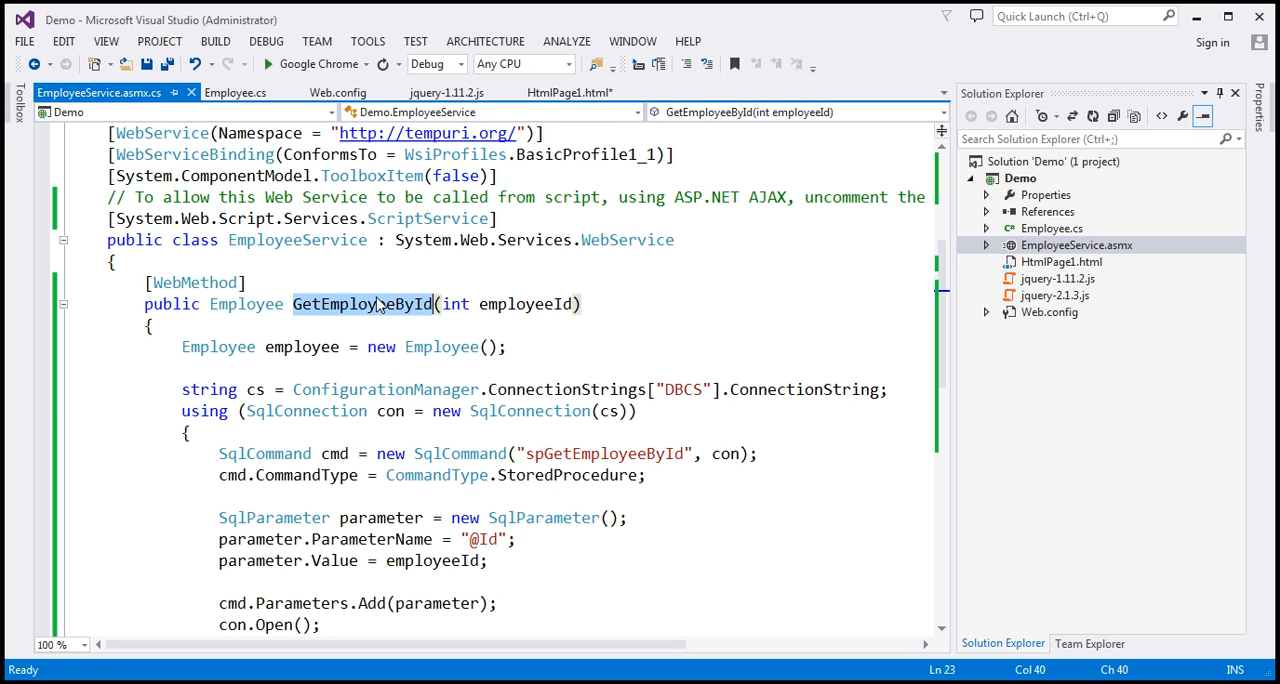 Demo - Microsoft Visual Studio (Administrator)
Quick Launch (Ctrl+Q)
FILE EDIT VIEW PROJECT BUILD DEBUG TEAM TOOLS TEST ARCHITECTURE ANALYZE WINDOW HELP
Sign in
Google Chrome Debug Any CPU
Toolbox
EmployeeService.asmx.cs Employee.cs Web.config jquery-1.11.2.js HtmlPage1.html*
Demo Demo.EmployeeService GetEmployeeById(int employeeId)
[WebService(Namespace = "http://tempuri.org/")]
[WebServiceBinding(ConformsTo = WsiProfiles.BasicProfile1_1)]
[System.ComponentModel.ToolboxItem(false)]
// To allow this Web Service to be called from script, using ASP.NET AJAX, uncomment the
[System.Web.Script.Services.ScriptService]
public class EmployeeService : System.Web.Services.WebService
{
[WebMethod]
public Employee GetEmployeeById(int employeeId)
{
Employee employee = new Employee();
string cs = ConfigurationManager.ConnectionStrings["DBCS"].ConnectionString;
using (SqlConnection con = new SqlConnection(cs))
{
SqlCommand cmd = new SqlCommand("spGetEmployeeById", con);
cmd.CommandType = CommandType.StoredProcedure;
SqlParameter parameter = new SqlParameter();
parameter.ParameterName = "@Id";
parameter.Value = employeeId;
cmd.Parameters.Add(parameter);
con.Open();
100 %
Solution Explorer
Search Solution Explorer (Ctrl+;)
Solution 'Demo' (1 project)
Demo
Properties
References
Employee.cs
EmployeeService.asmx
HtmlPage1.html
jquery-1.11.2.js
jquery-2.1.3.js
Web.config
Solution Explorer Team Explorer
Properties
Ready Ln 23 Col 40 Ch 40 INS